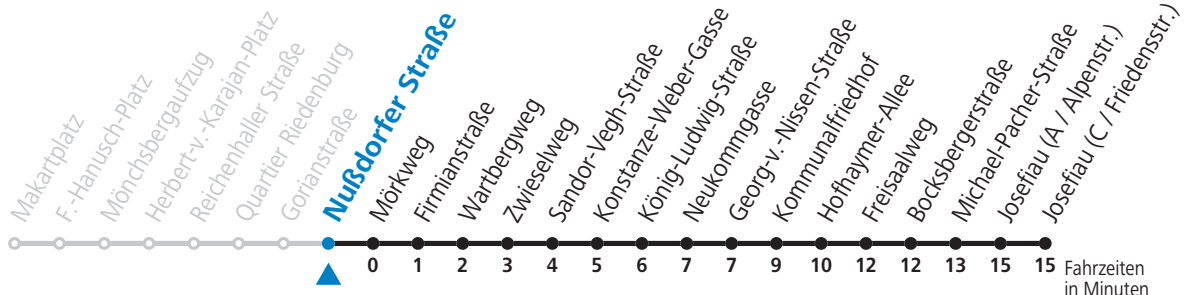 Makartplatz
F.-Hanusch-Platz
Mönchsbergaufzug
Herbert-v.-Karajan-Platz
Reichenhaller Straße
Quartier Riedenburg
Gorianstraße
Nußdorfer Straße
Mörkweg
Firmianstraße
Wartbergweg
Zwieselweg
Sandor-Vegh-Straße
Konstanze-Weber-Gasse
König-Ludwig-Straße
Neukommgasse
Georg-v.-Nissen-Straße
Kommunalfriedhof
Hofhaymer-Allee
Freisaalweg
Bocksbergerstraße
Michael-Pacher-Straße
Josefiau (A / Alpenstr.)
Josefiau (C / Friedensstr.)
0 1 2 3 4 5 6 7 7 9 10 12 12 13 15 15 Fahrzeiten
in Minuten